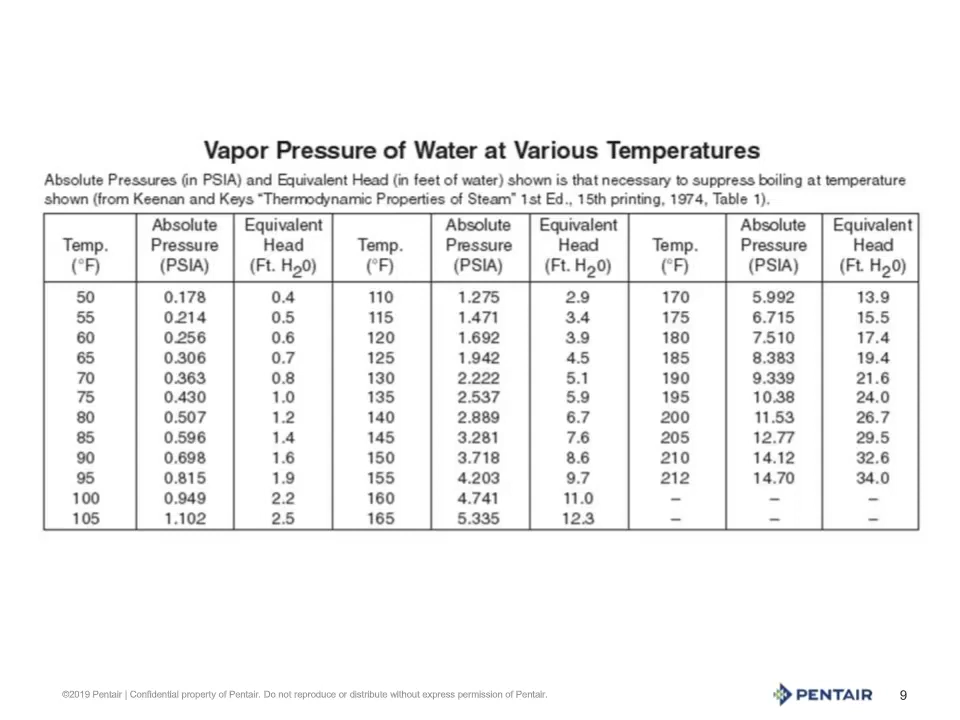 Vapor Pressure of Water at Various Temperatures
Absolute Pressures (in PSIA) and Equivalent Head (in feet of water) shown is that necessary to suppress boiling at temperature
shown (from Keenan and Keys “Thermodynamic Properties of Steam” 1st Ed., 15th printing, 1974, Table 1).
Absolute Equivalent Absolute Equivalent Absolute Equivalent
Temp. Pressure Head Temp. Pressure Head Temp. Pressure Head
(°F) (PSIA) (Ft. H20) (°F) (PSIA) (Ft. H20) (°F) (PSIA) (Ft. H20)
50 0.178 0.4 110 1.275 2.9 170 5.992 13.9
55 0.214 0.5 115 1.471 3.4 175 6.715 15.5
60 0.256 0.6 120 1.692 3.9 180 7.510 17.4
65 0.306 0.7 125 1.942 4.5 185 8.383 19.4
70 0.363 0.8 130 2.222 5.1 190 9.339 21.6
75 0.430 1.0 135 2.537 5.9 195 10.38 24.0
80 0.507 1.2 140 2.889 6.7 200 11.53 26.7
85 0.596 1.4 145 3.281 7.6 205 12.77 29.5
90 0.698 1.6 150 3.718 8.6 210 14.12 32.6
95 0.815 1.9 155 4.203 9.7 212 14.70 34.0
100 0.949 2.2 160 4.741 11.0 – – –
105 1.102 2.5 165 5.335 12.3 – – –
©2019 Pentair | Confidential property of Pentair. Do not reproduce or distribute without express permission of Pentair.
PENTAIR 9